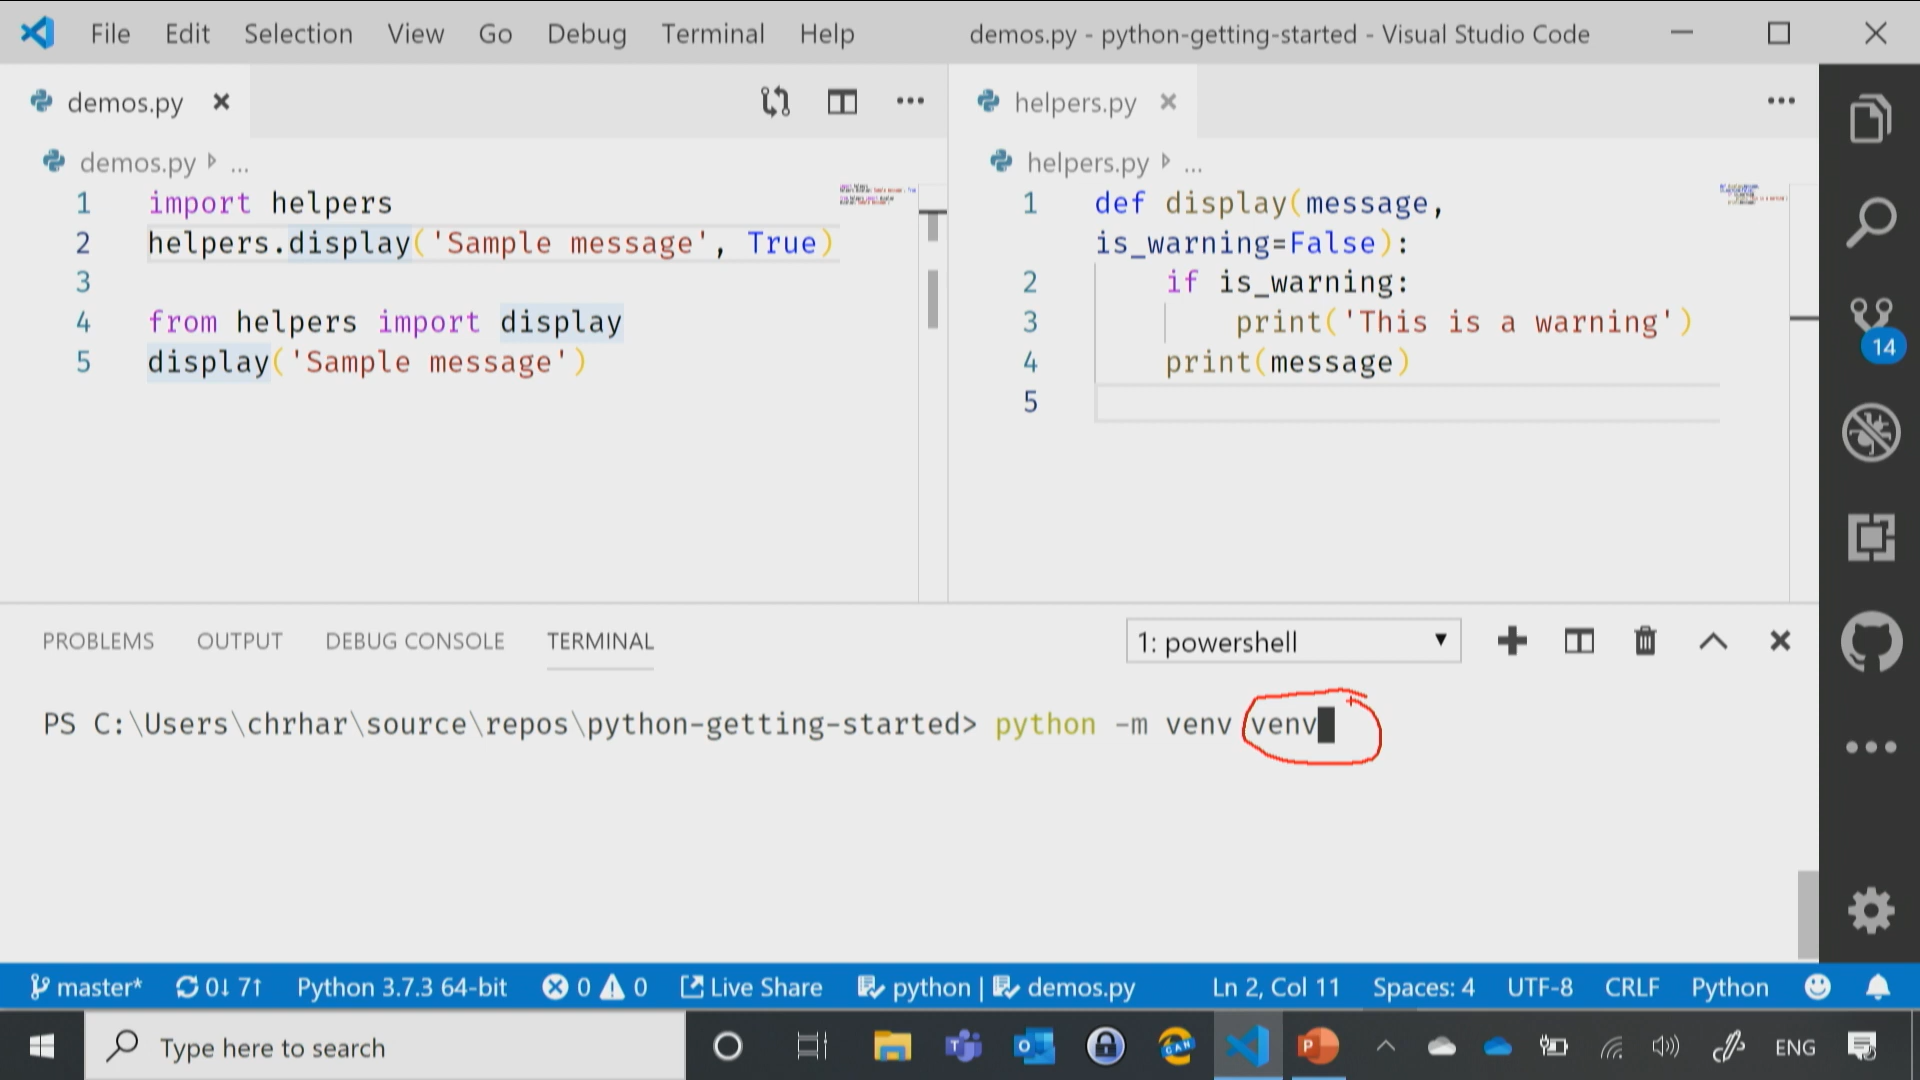 File Edit Selection View Go Debug Terminal Help demos.py - python-getting-started - Visual Studio Code
demos.py
demos.py ...
1 import helpers
2 helpers.display('Sample message', True)
3
4 from helpers import display
5 display('Sample message')
helpers.py
helpers.py ...
1 def display(message,
is_warning=False):
2 if is_warning:
3 print('This is a warning')
4 print(message)
5
14
PROBLEMS OUTPUT DEBUG CONSOLE TERMINAL 1: powershell
PS C:\Users\chrhar\source\repos\python-getting-started> python -m venv venv
master* 0↓ 7↑ Python 3.7.3 64-bit 0 0 Live Share python | demos.py Ln 2, Col 11 Spaces: 4 UTF-8 CRLF Python
Type here to search ENG